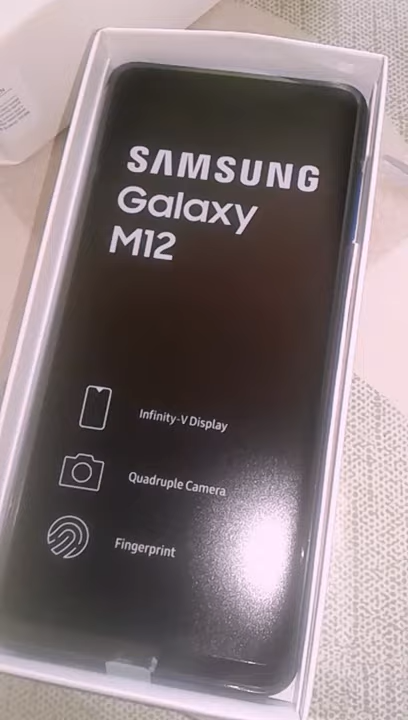 SAMSUNG
Galaxy
M12
Infinity-V Display
Quadruple Camera
Fingerprint